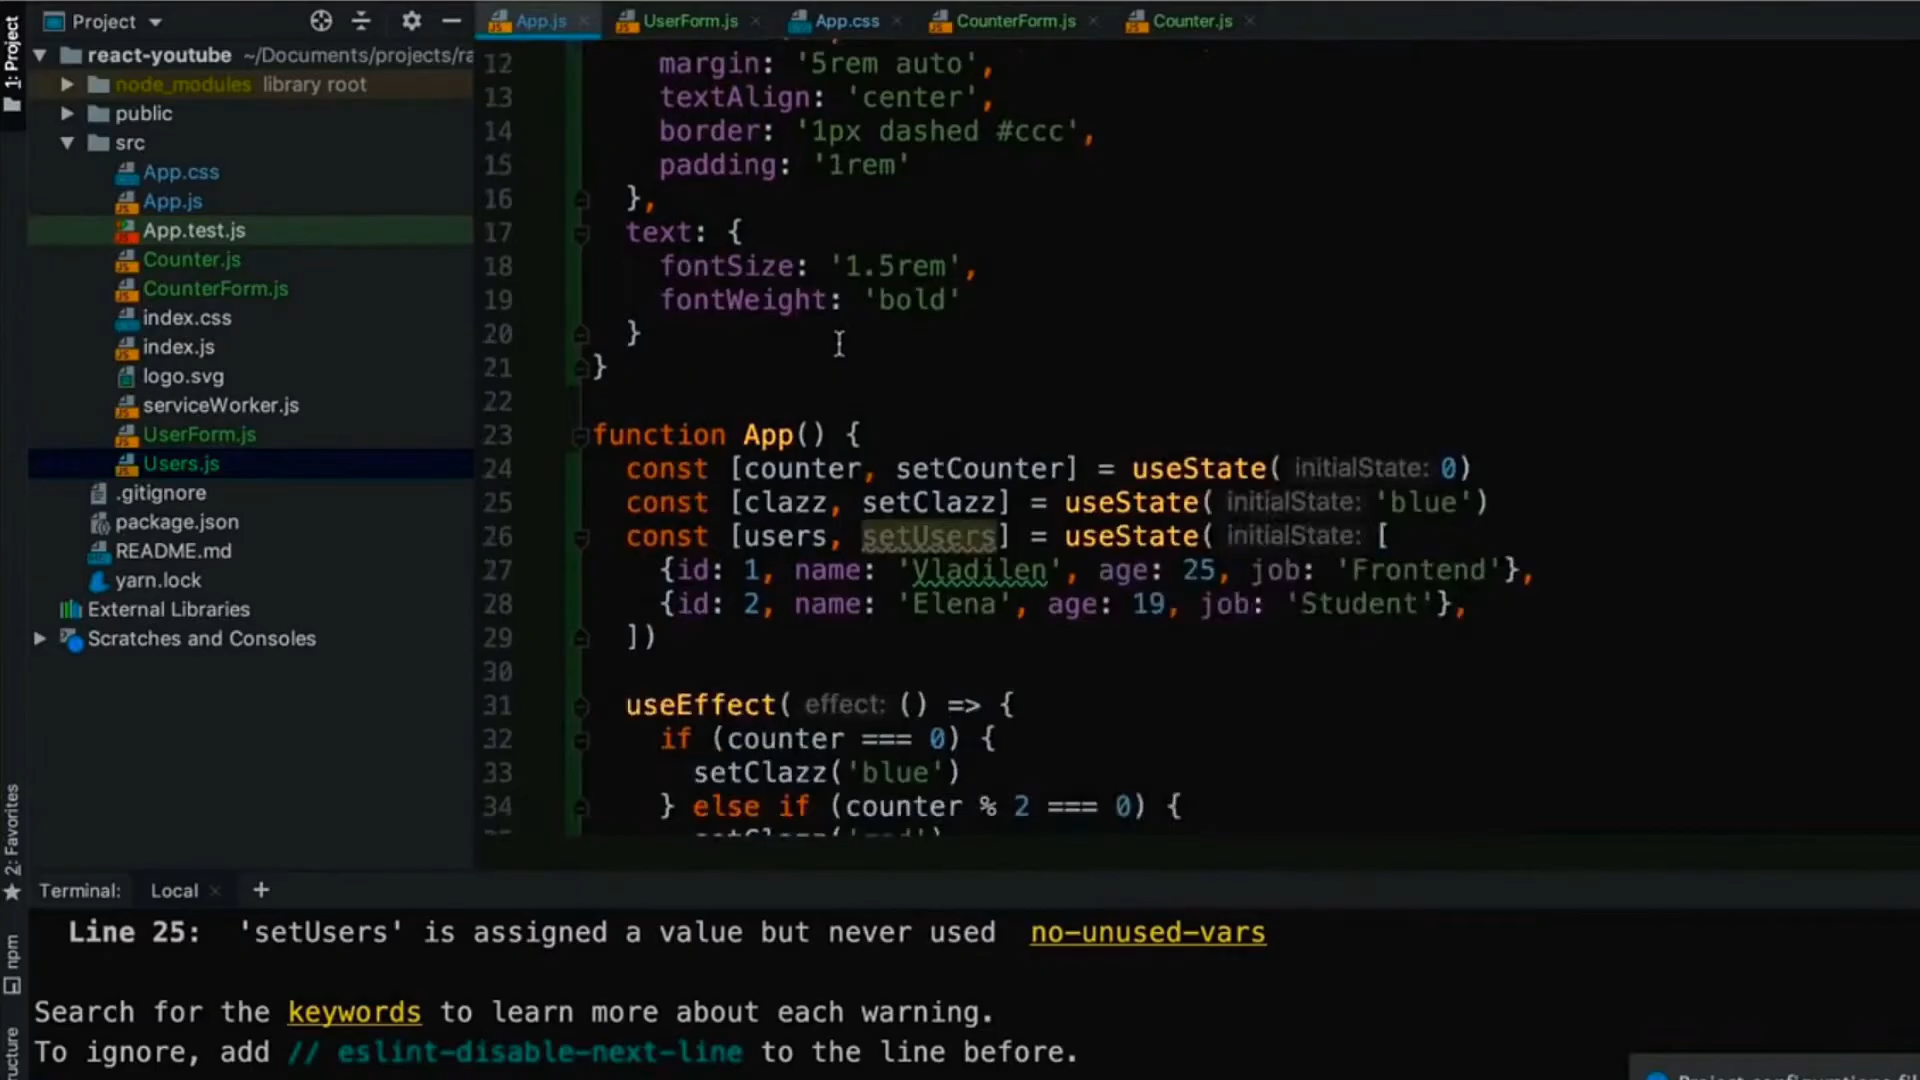 1: Project
Project
App.js
UserForm.js
App.css
CounterForm.js
Counter.js
react-youtube ~/Documents/projects/ra
node_modules library root
public
src
App.css
App.js
App.test.js
Counter.js
CounterForm.js
index.css
index.js
logo.svg
serviceWorker.js
UserForm.js
Users.js
.gitignore
package.json
README.md
yarn.lock
External Libraries
Scratches and Consoles
12 margin: '5rem auto',
13 textAlign: 'center',
14 border: '1px dashed #ccc',
15 padding: '1rem'
16 },
17 text: {
18 fontSize: '1.5rem',
19 fontWeight: 'bold'
20 }
21 }
22
23 function App() {
24 const [counter, setCounter] = useState( initialState: 0)
25 const [clazz, setClazz] = useState( initialState: 'blue')
26 const [users, setUsers] = useState( initialState: [
27 {id: 1, name: 'Vladilen', age: 25, job: 'Frontend'},
28 {id: 2, name: 'Elena', age: 19, job: 'Student'},
29 ])
30
31 useEffect( effect: () => {
32 if (counter === 0) {
33 setClazz('blue')
34 } else if (counter % 2 === 0) {
2: Favorites
npm
Terminal: Local +
Line 25: 'setUsers' is assigned a value but never used no-unused-vars
Search for the keywords to learn more about each warning.
To ignore, add // eslint-disable-next-line to the line before.